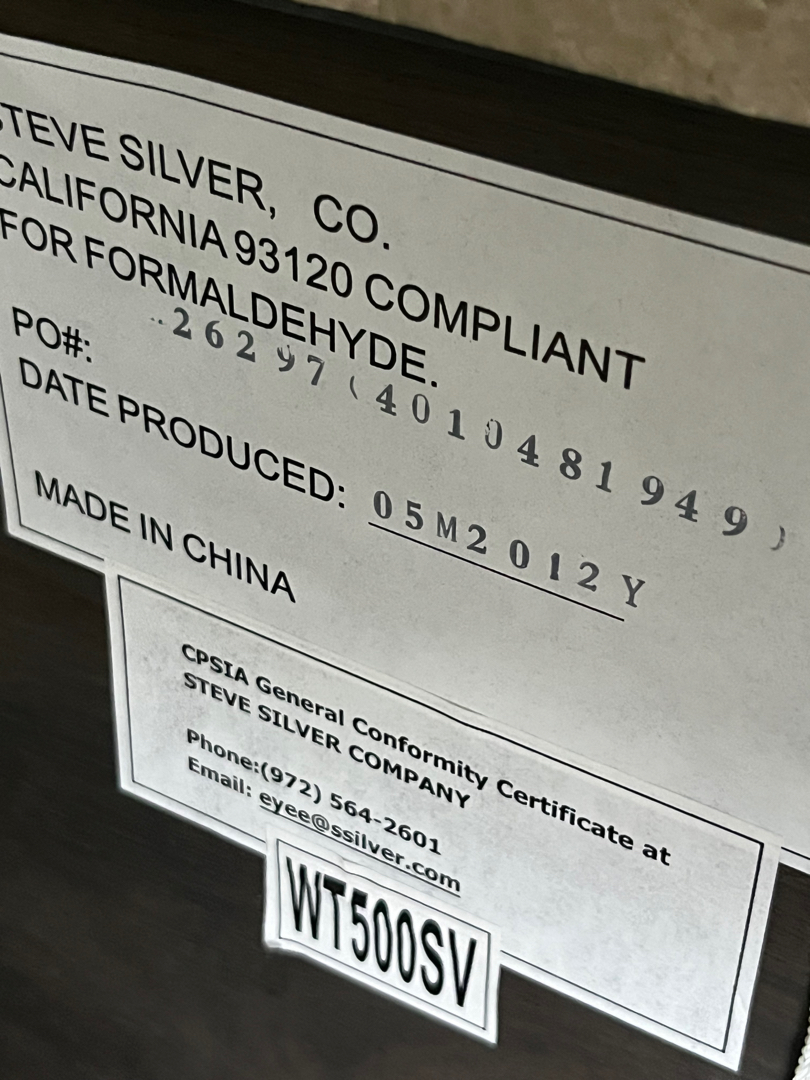 STEVE SILVER, CO.
CALIFORNIA 93120 COMPLIANT
FOR FORMALDEHYDE.
PO#: 26297(4010481949)
DATE PRODUCED: 05M2012Y
MADE IN CHINA
CPSIA General Conformity Certificate at
STEVE SILVER COMPANY
Phone:(972) 564-2601
Email: eyee@ssilver.com
WT500SV